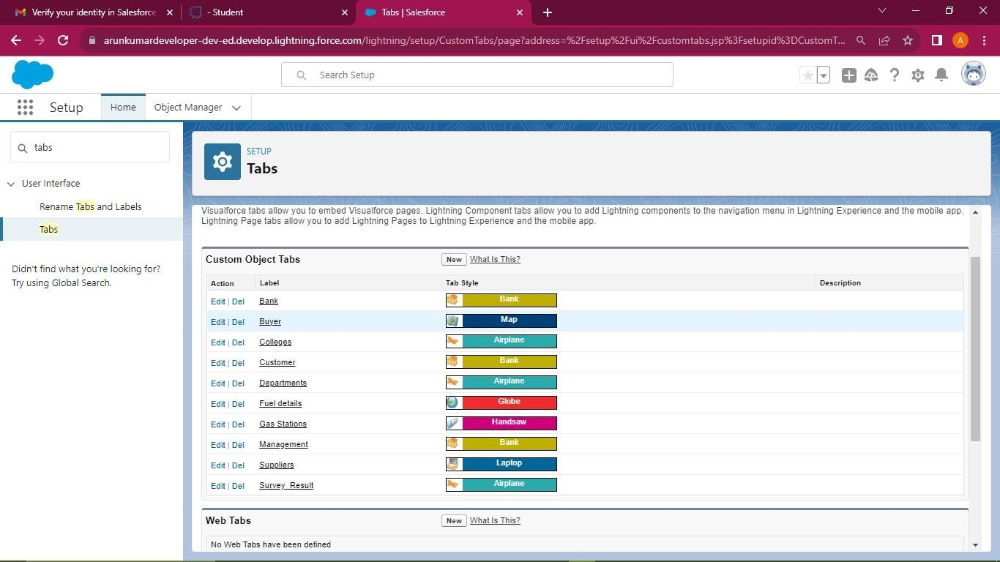 Verify your identity in Salesforce
- Student
Tabs | Salesforce
arunkumardeveloper-dev-ed.develop.lightning.force.com/lightning/setup/CustomTabs/page?address=%2Fsetup%2Fui%2Fcustomtabs.jsp%3Fsetupid%3DCustomT...
A
Search Setup
Setup
Home
Object Manager
tabs
User Interface
Rename Tabs and Labels
Tabs
Didn't find what you're looking for?
Try using Global Search.
SETUP
Tabs
Visualforce tabs allow you to embed Visualforce pages. Lightning Component tabs allow you to add Lightning components to the navigation menu in Lightning Experience and the mobile app.
Lightning Page tabs allow you to add Lightning Pages to Lightning Experience and the mobile app.
Custom Object Tabs New What Is This?
Action Label Tab Style Description
Edit | Del Bank Bank
Edit | Del Buyer Map
Edit | Del Colleges Airplane
Edit | Del Customer Bank
Edit | Del Departments Airplane
Edit | Del Fuel details Globe
Edit | Del Gas Stations Handsaw
Edit | Del Management Bank
Edit | Del Suppliers Laptop
Edit | Del Survey_Result Airplane
Web Tabs New What Is This?
No Web Tabs have been defined